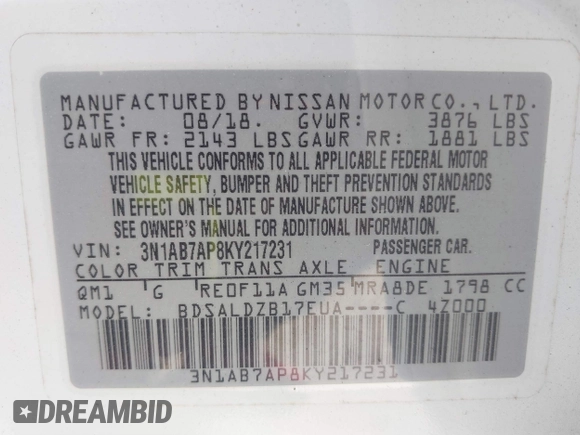 MANUFACTURED BY NISSAN MOTOR CO., LTD.
DATE: 08/18. GVWR: 3876 LBS
GAWR FR: 2143 LBS GAWR RR: 1881 LBS
THIS VEHICLE CONFORMS TO ALL APPLICABLE FEDERAL MOTOR
VEHICLE SAFETY, BUMPER AND THEFT PREVENTION STANDARDS
IN EFFECT ON THE DATE OF MANUFACTURE SHOWN ABOVE.
SEE OWNER'S MANUAL FOR ADDITIONAL INFORMATION.
VIN: 3N1AB7AP8KY217231 PASSENGER CAR.
COLOR TRIM TRANS AXLE ENGINE
QM1 G RE0F11A GM35 MRA8DE 1798 CC
MODEL: BDSALDZB17EUA----C 4Z000
3N1AB7AP8KY217231
DREAMBID